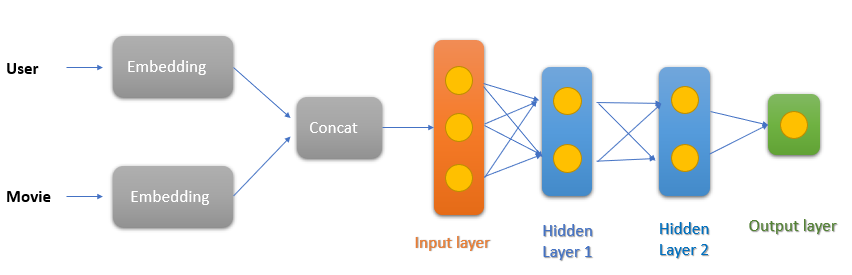 User
Embedding
Movie
Embedding
Concat
Input layer
Hidden
Layer 1
Hidden
Layer 2
Output layer